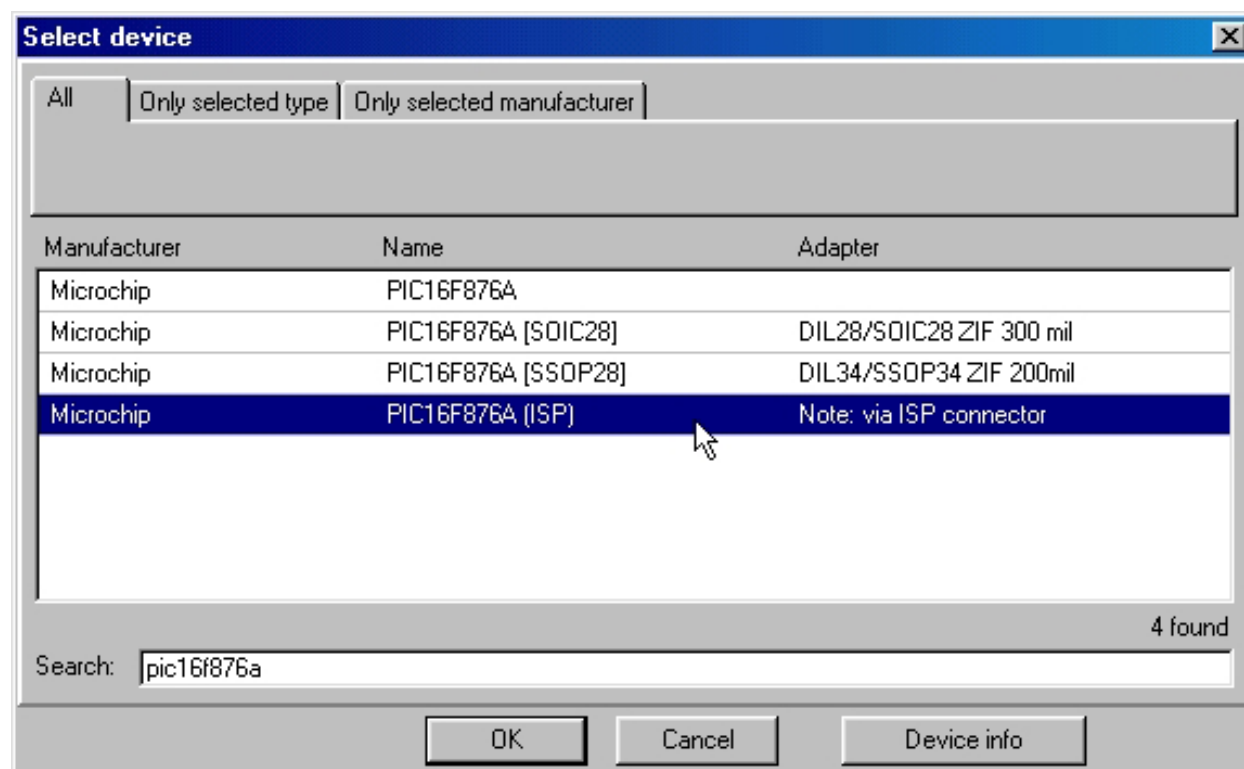 Select device
All Only selected type Only selected manufacturer
Manufacturer Name Adapter
Microchip PIC16F876A
Microchip PIC16F876A [SOIC28] DIL28/SOIC28 ZIF 300 mil
Microchip PIC16F876A [SSOP28] DIL34/SSOP34 ZIF 200mil
Microchip PIC16F876A (ISP) Note: via ISP connector
4 found
Search: pic16f876a
OK Cancel Device info